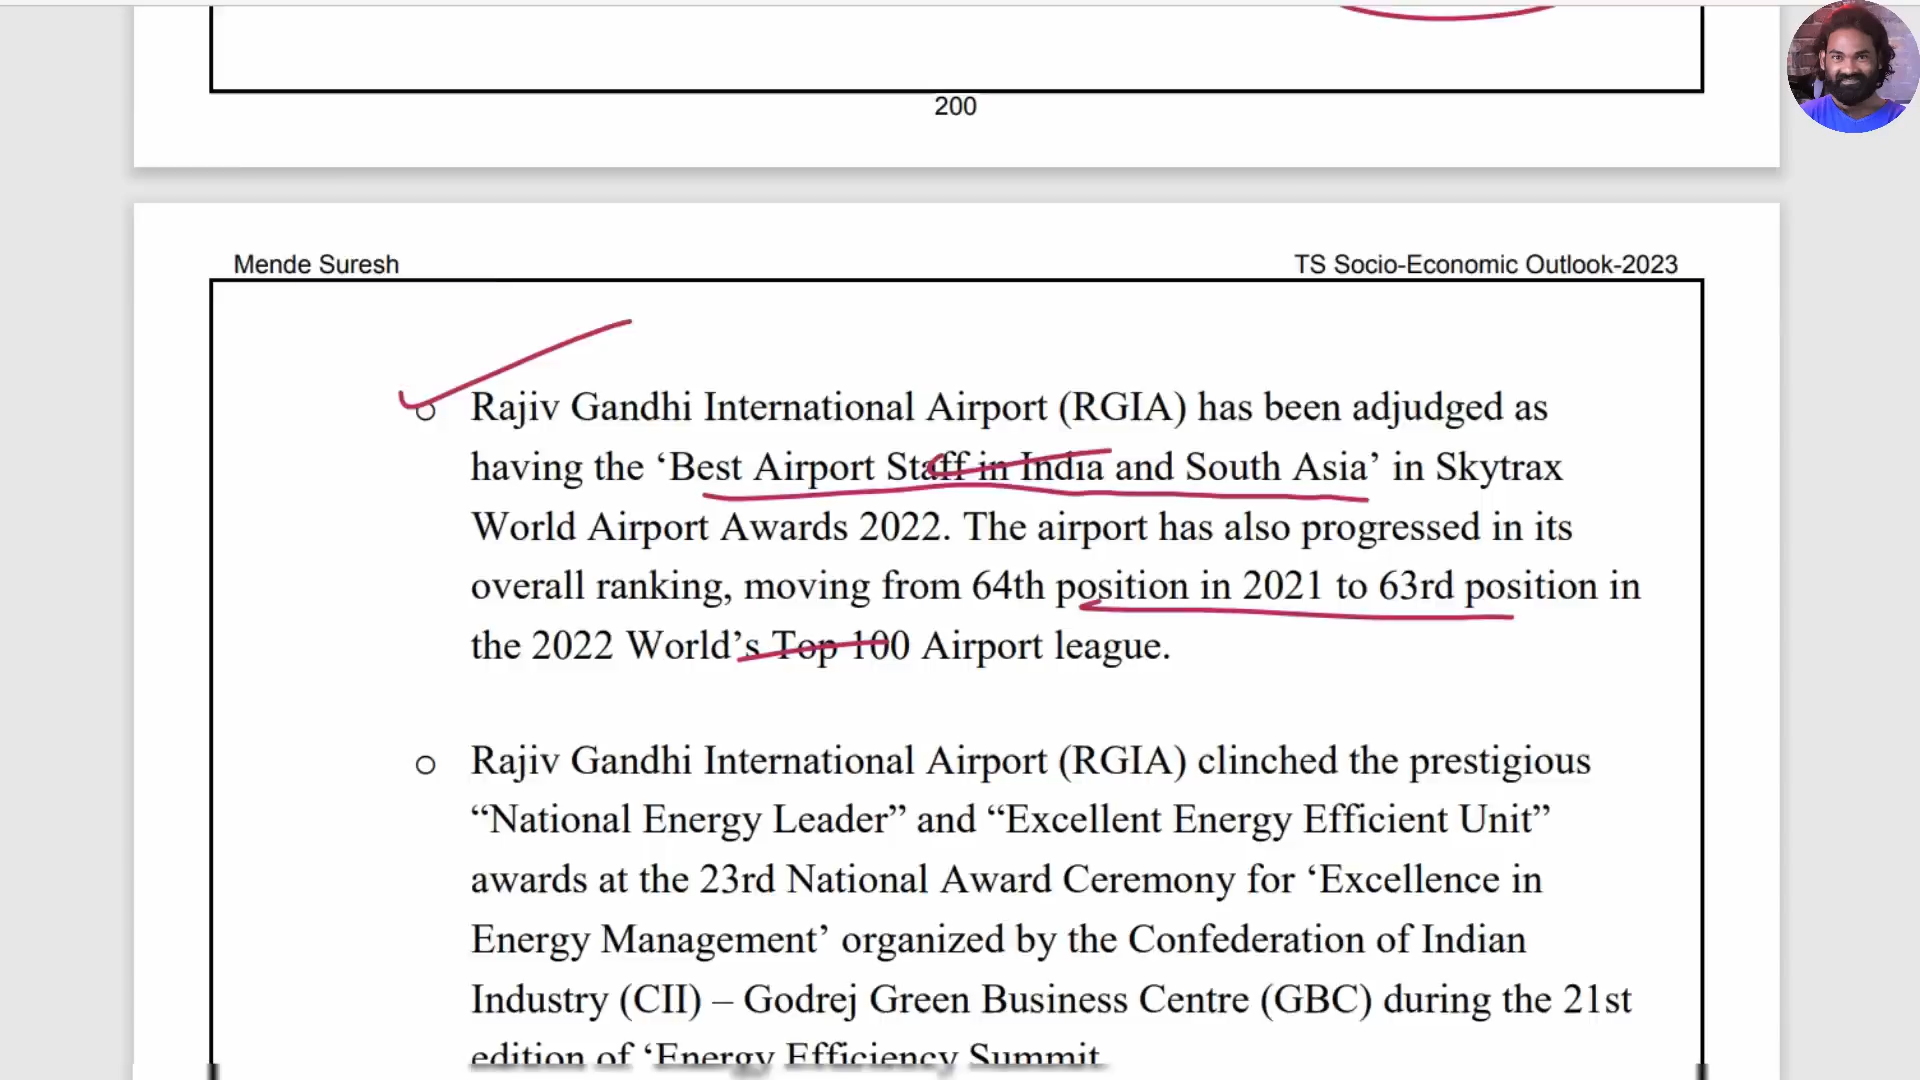 200
Mende Suresh
TS Socio-Economic Outlook-2023
o Rajiv Gandhi International Airport (RGIA) has been adjudged as
having the ‘Best Airport Staff in India and South Asia’ in Skytrax
World Airport Awards 2022. The airport has also progressed in its
overall ranking, moving from 64th position in 2021 to 63rd position in
the 2022 World’s Top 100 Airport league.
o Rajiv Gandhi International Airport (RGIA) clinched the prestigious
“National Energy Leader” and “Excellent Energy Efficient Unit”
awards at the 23rd National Award Ceremony for ‘Excellence in
Energy Management’ organized by the Confederation of Indian
Industry (CII) – Godrej Green Business Centre (GBC) during the 21st
edition of ‘Energy Efficiency Summit